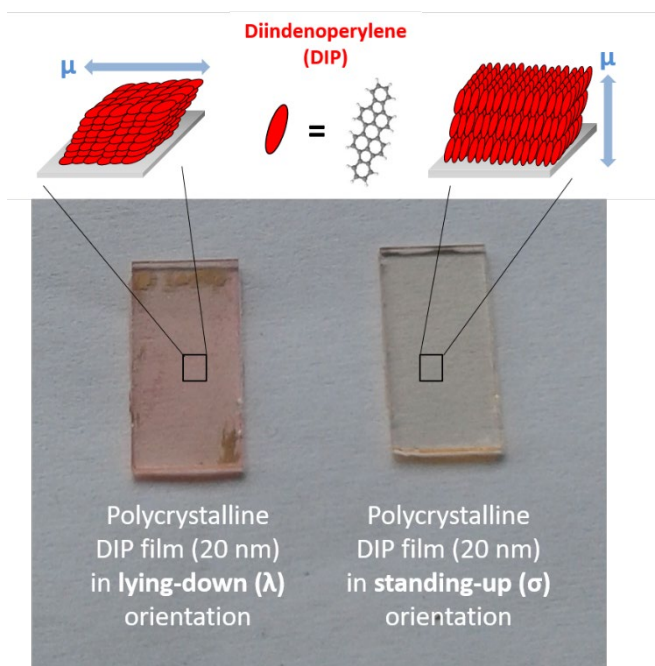 Diindenoperylene
(DIP)
μ
=
μ
Polycrystalline
DIP film (20 nm)
in lying-down (λ)
orientation
Polycrystalline
DIP film (20 nm)
in standing-up (σ)
orientation